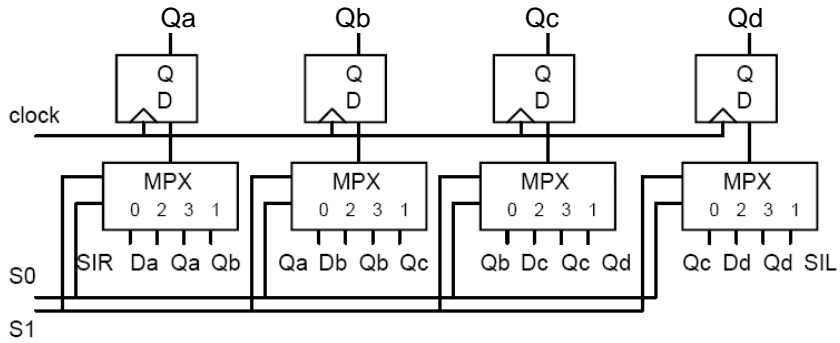 Qa Qb Qc Qd
Q Q Q Q
D D D D
clock
MPX MPX MPX MPX
0 2 3 1 0 2 3 1 0 2 3 1 0 2 3 1
SIR Da Qa Qb Qa Db Qb Qc Qb Dc Qc Qd Qc Dd Qd SIL
S0
S1